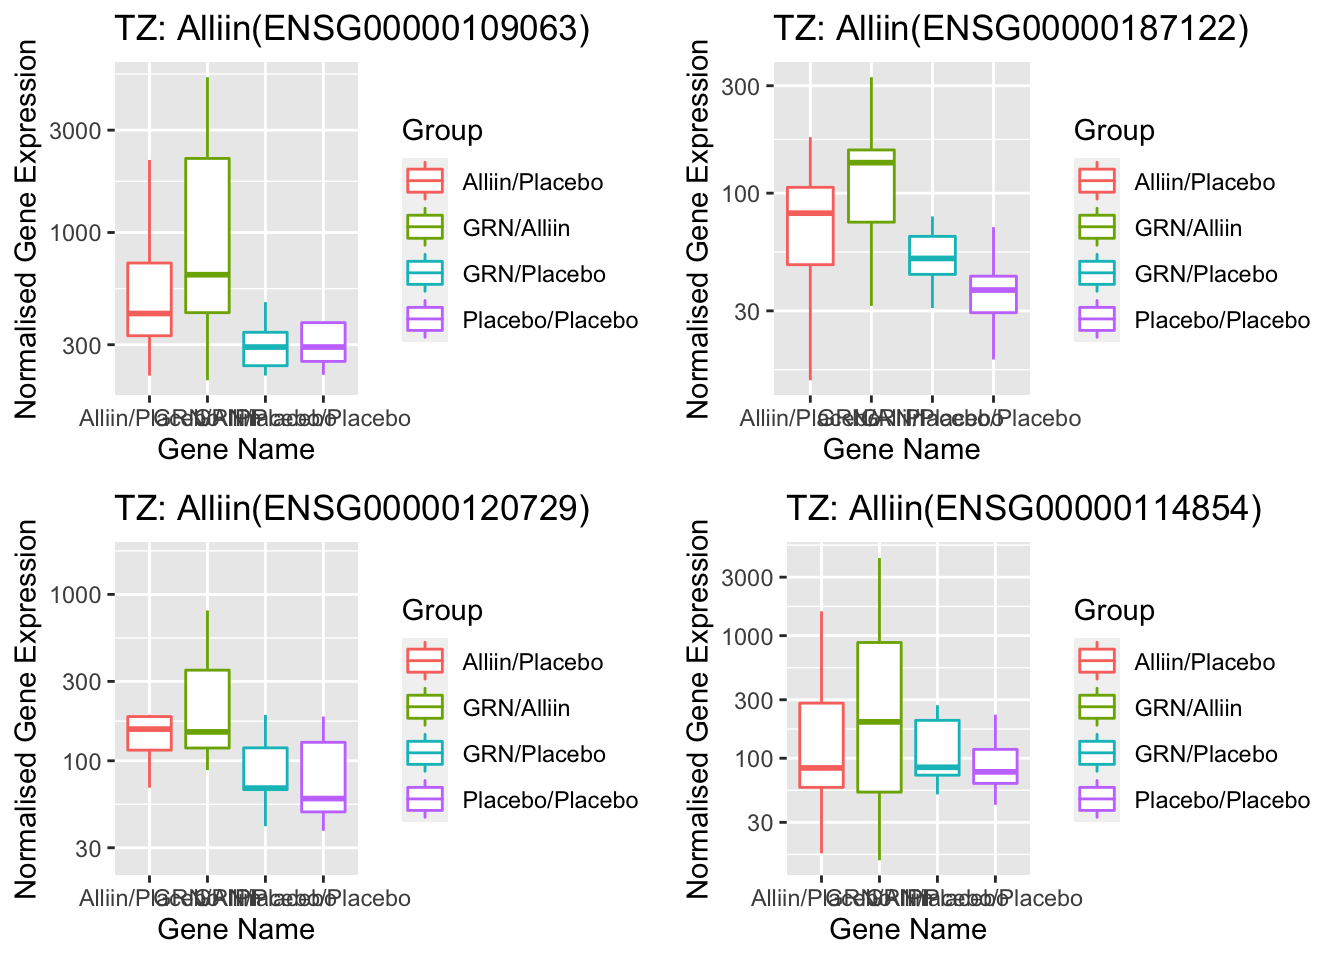 TZ: Alliin(ENSG00000109063)
Normalised Gene Expression
3000
1000
300
Gene Name
Group
Alliin/Placebo
GRN/Alliin
GRN/Placebo
Placebo/Placebo
TZ: Alliin(ENSG00000187122)
Normalised Gene Expression
300
100
30
Gene Name
Group
Alliin/Placebo
GRN/Alliin
GRN/Placebo
Placebo/Placebo
TZ: Alliin(ENSG00000120729)
Normalised Gene Expression
1000
300
100
30
Gene Name
Group
Alliin/Placebo
GRN/Alliin
GRN/Placebo
Placebo/Placebo
TZ: Alliin(ENSG00000114854)
Normalised Gene Expression
3000
1000
300
100
30
Gene Name
Group
Alliin/Placebo
GRN/Alliin
GRN/Placebo
Placebo/Placebo